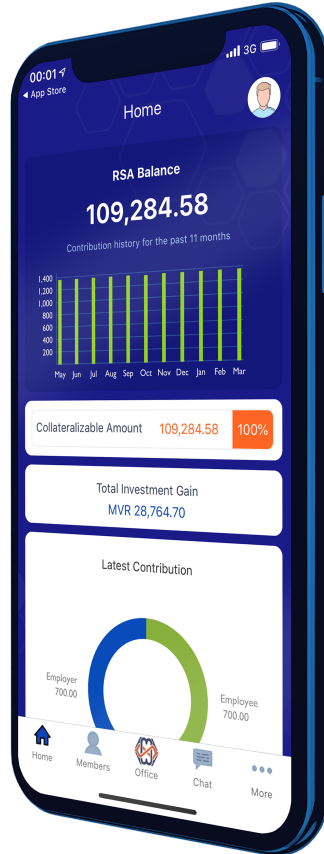 00:01 3G
App Store
Home
RSA Balance
109,284.58
Contribution history for the past 11 months
1,400
1,200
1,000
800
600
400
200
May Jun Jul Aug Sep Oct Nov Dec Jan Feb Mar
Collateralizable Amount 109,284.58 100%
Total Investment Gain
MVR 28,764.70
Latest Contribution
Employer
700.00
Employee
700.00
Home Members Office Chat More